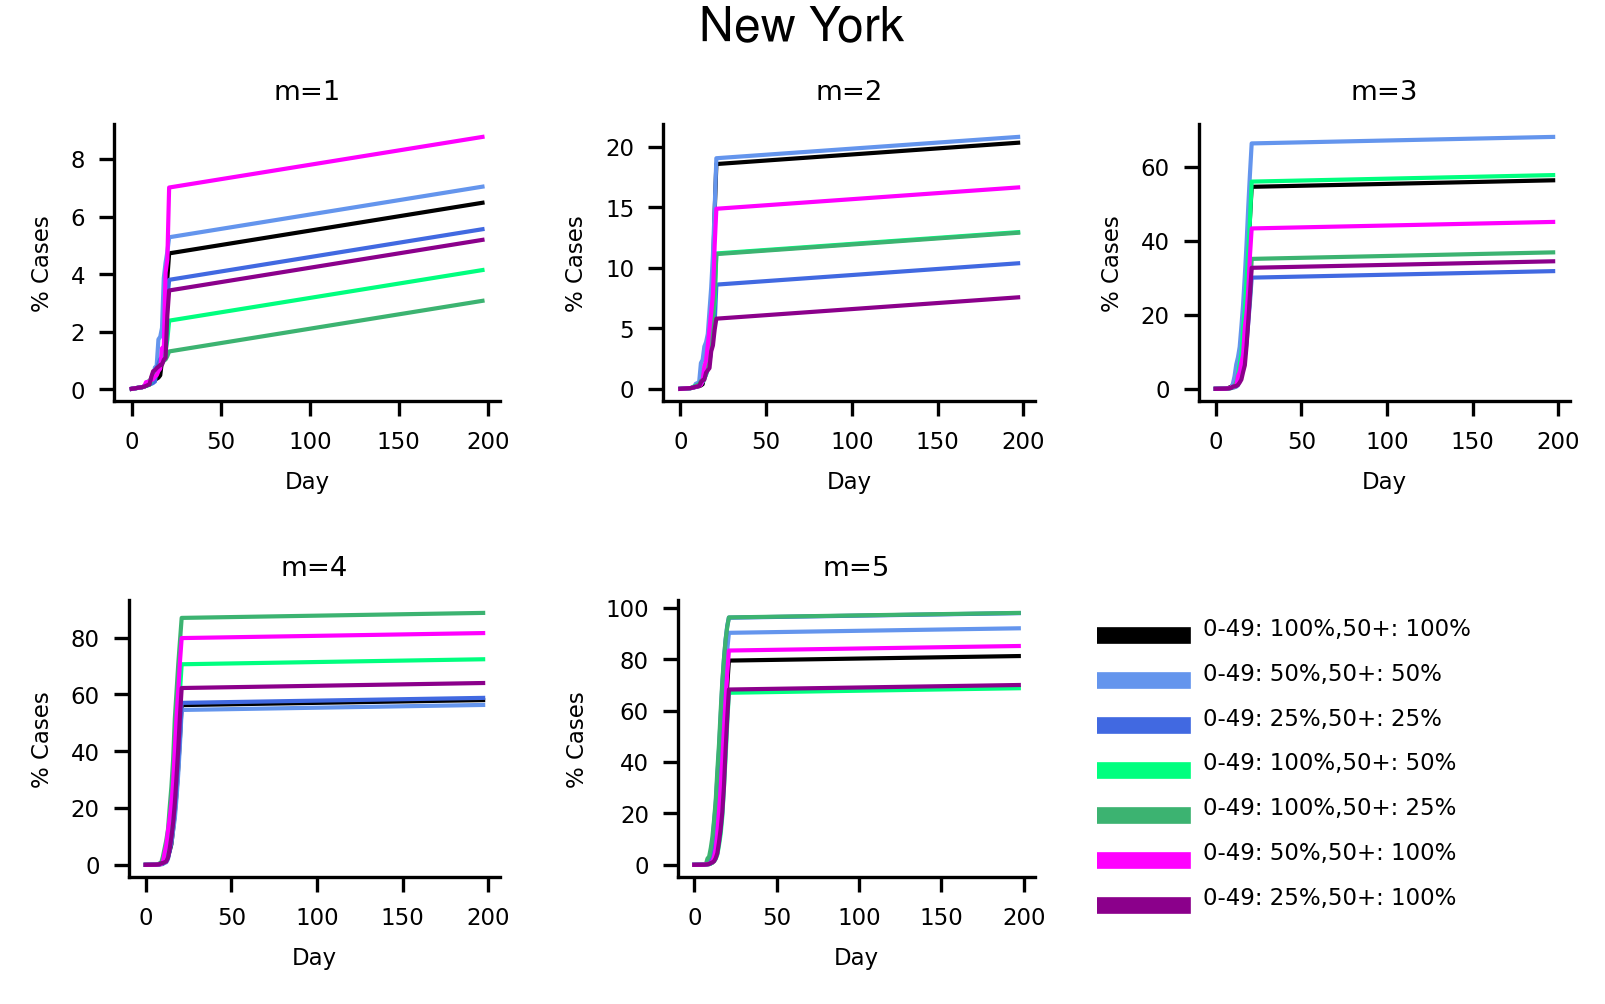 New York
m=1
m=2
m=3
% Cases
8
6
4
2
0
0 50 100 150 200
Day
% Cases
20
15
10
5
0
0 50 100 150 200
Day
% Cases
60
40
20
0
0 50 100 150 200
Day
m=4
m=5
% Cases
80
60
40
20
0
0 50 100 150 200
Day
% Cases
100
80
60
40
20
0
0 50 100 150 200
Day
0-49: 100%,50+: 100%
0-49: 50%,50+: 50%
0-49: 25%,50+: 25%
0-49: 100%,50+: 50%
0-49: 100%,50+: 25%
0-49: 50%,50+: 100%
0-49: 25%,50+: 100%